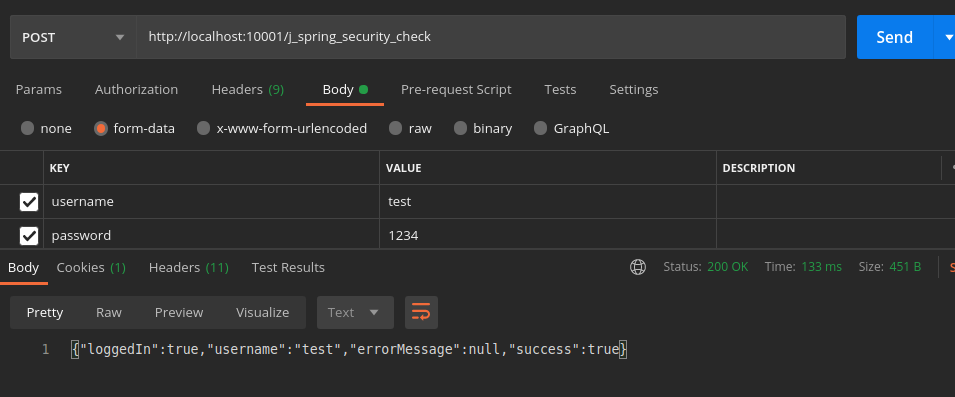 POST http://localhost:10001/j_spring_security_check Send
Params Authorization Headers (9) Body Pre-request Script Tests Settings
none form-data x-www-form-urlencoded raw binary GraphQL
KEY VALUE DESCRIPTION
username test
password 1234
Body Cookies (1) Headers (11) Test Results Status: 200 OK Time: 133 ms Size: 451 B
Pretty Raw Preview Visualize Text
1 {"loggedIn":true,"username":"test","errorMessage":null,"success":true}